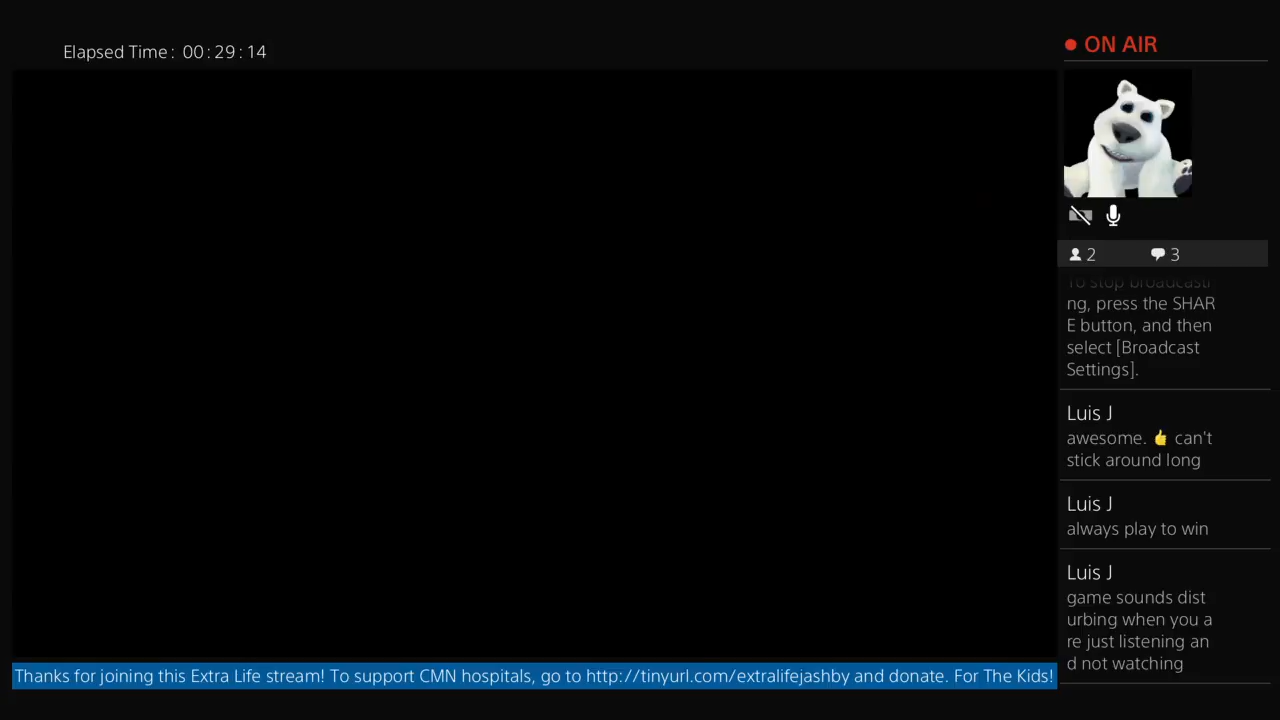 Elapsed Time: 00:29:14
ON AIR
2 3
To stop broadcasti
ng, press the SHAR
E button, and then
select [Broadcast
Settings].
Luis J
awesome. 👍 can't
stick around long
Luis J
always play to win
Luis J
game sounds dist
urbing when you a
re just listening an
d not watching
Thanks for joining this Extra Life stream! To support CMN hospitals, go to http://tinyurl.com/extralifejashby and donate. For The Kids!